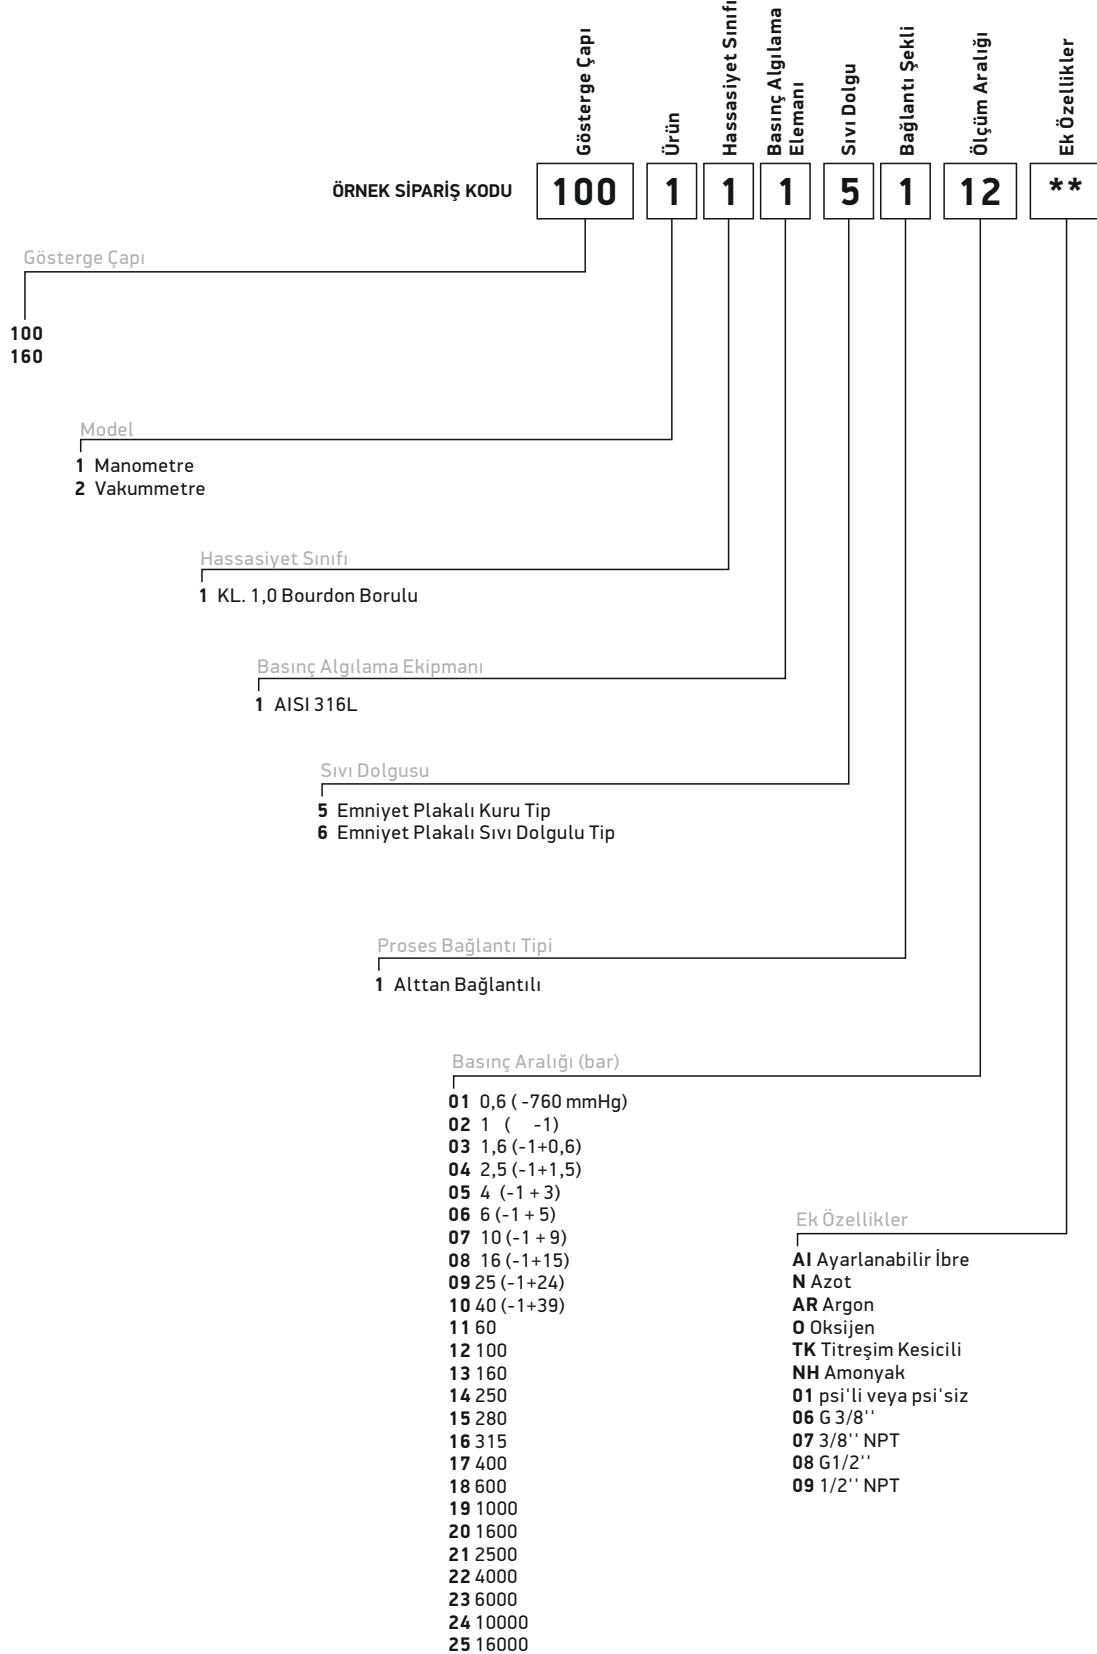 Gösterge Çapı
Ürün
Hassasiyet Sınıfı
Basınç Algılama
Elemanı
Sıvı Dolgu
Bağlantı Şekli
Ölçüm Aralığı
Ek Özellikler
ÖRNEK SİPARİŞ KODU 100 1 1 1 5 1 12 **
Gösterge Çapı
100
160
Model
1 Manometre
2 Vakummetre
Hassasiyet Sınıfı
1 KL. 1,0 Bourdon Borulu
Basınç Algılama Ekipmanı
1 AISI 316L
Sıvı Dolgusu
5 Emniyet Plakalı Kuru Tip
6 Emniyet Plakalı Sıvı Dolgulu Tip
Proses Bağlantı Tipi
1 Alttan Bağlantılı
Basınç Aralığı (bar)
01 0,6 ( -760 mmHg)
02 1 ( -1)
03 1,6 (-1+0,6)
04 2,5 (-1+1,5)
05 4 (-1 + 3)
06 6 (-1 + 5)
07 10 (-1 + 9)
08 16 (-1+15)
09 25 (-1+24)
10 40 (-1+39)
11 60
12 100
13 160
14 250
15 280
16 315
17 400
18 600
19 1000
20 1600
21 2500
22 4000
23 6000
24 10000
25 16000
Ek Özellikler
AI Ayarlanabilir İbre
N Azot
AR Argon
O Oksijen
TK Titreşim Kesicili
NH Amonyak
01 psi'li veya psi'siz
06 G 3/8''
07 3/8'' NPT
08 G1/2''
09 1/2'' NPT